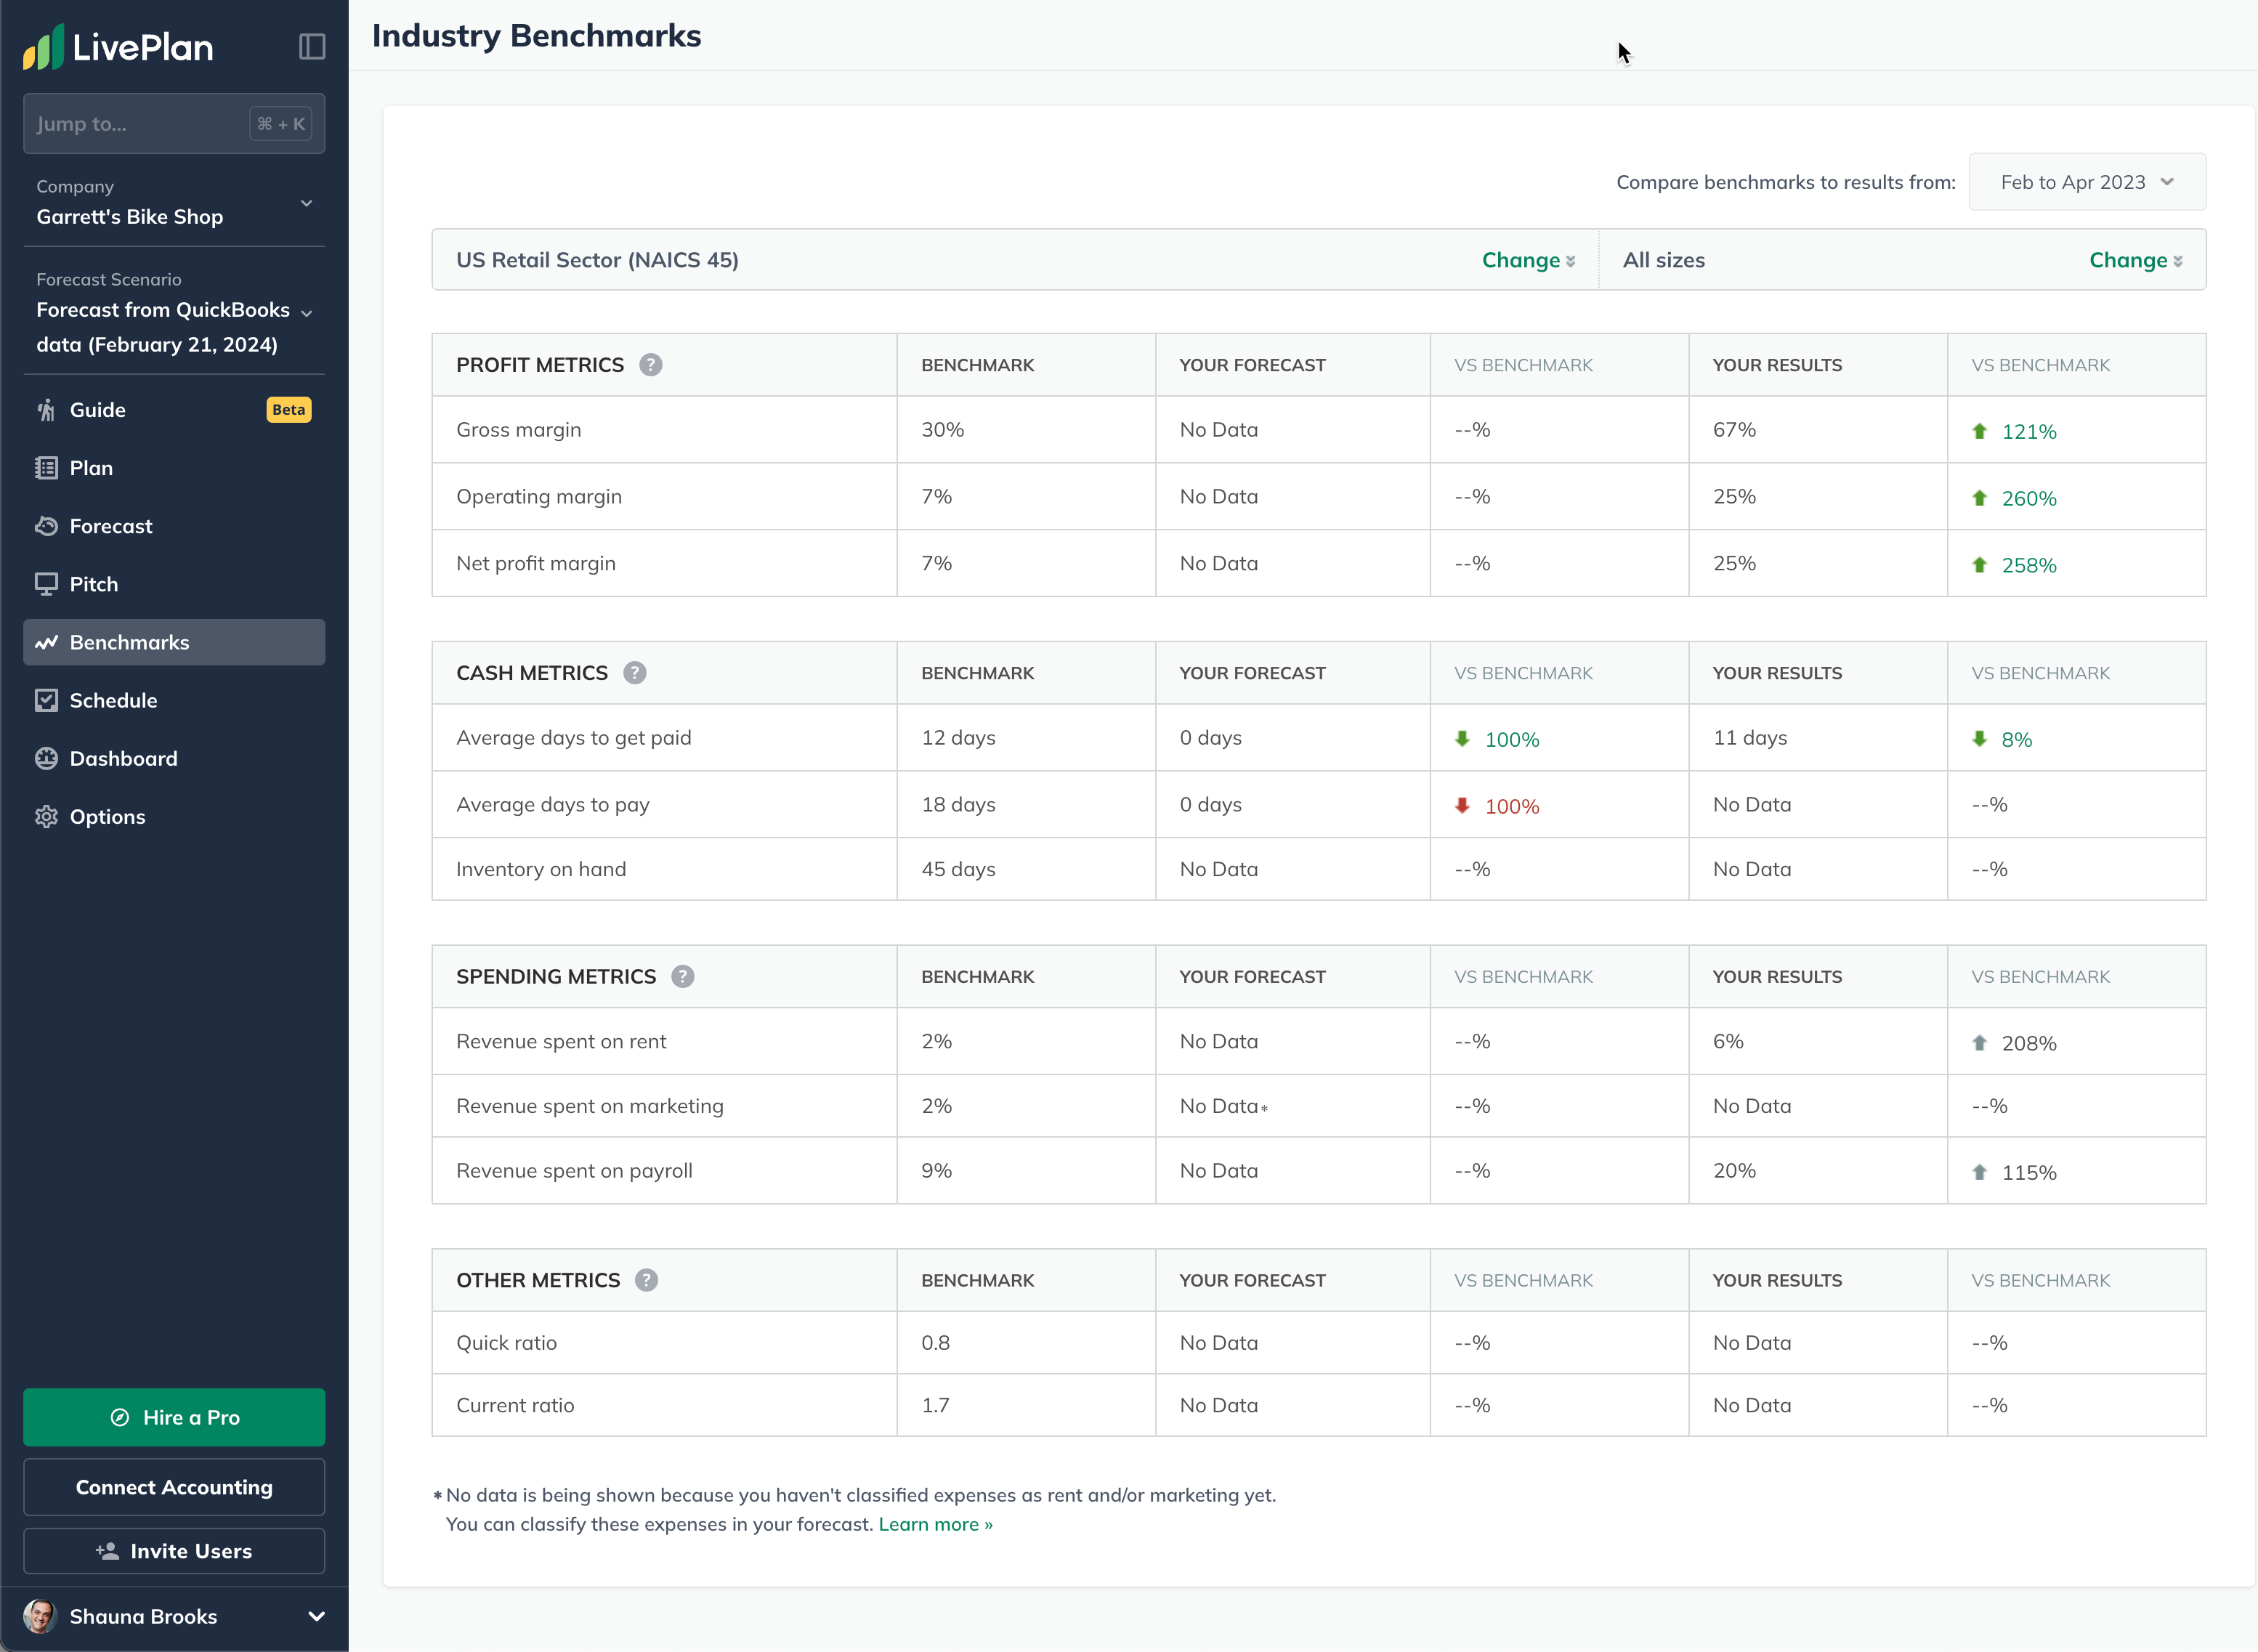 LivePlan
Jump to...
⌘ + K
Company
Garrett's Bike Shop
Forecast Scenario
Forecast from QuickBooks
data (February 21, 2024)
Guide
Beta
Plan
Forecast
Pitch
Benchmarks
Schedule
Dashboard
Options
Hire a Pro
Connect Accounting
Invite Users
Shauna Brooks
Industry Benchmarks
Compare benchmarks to results from: Feb to Apr 2023
US Retail Sector (NAICS 45) Change All sizes Change
PROFIT METRICS ? BENCHMARK YOUR FORECAST VS BENCHMARK YOUR RESULTS VS BENCHMARK
Gross margin 30% No Data --% 67% 121%
Operating margin 7% No Data --% 25% 260%
Net profit margin 7% No Data --% 25% 258%
CASH METRICS ? BENCHMARK YOUR FORECAST VS BENCHMARK YOUR RESULTS VS BENCHMARK
Average days to get paid 12 days 0 days 100% 11 days 8%
Average days to pay 18 days 0 days 100% No Data --%
Inventory on hand 45 days No Data --% No Data --%
SPENDING METRICS ? BENCHMARK YOUR FORECAST VS BENCHMARK YOUR RESULTS VS BENCHMARK
Revenue spent on rent 2% No Data --% 6% 208%
Revenue spent on marketing 2% No Data* --% No Data --%
Revenue spent on payroll 9% No Data --% 20% 115%
OTHER METRICS ? BENCHMARK YOUR FORECAST VS BENCHMARK YOUR RESULTS VS BENCHMARK
Quick ratio 0.8 No Data --% No Data --%
Current ratio 1.7 No Data --% No Data --%
* No data is being shown because you haven't classified expenses as rent and/or marketing yet.
You can classify these expenses in your forecast. Learn more »